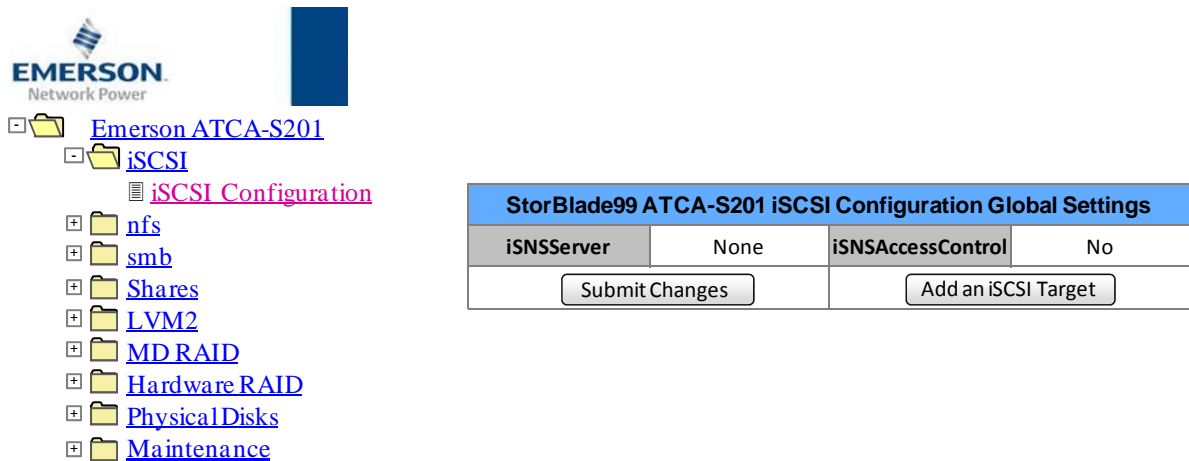 EMERSON
Network Power
Emerson ATCA-S201
iSCSI
iSCSI Configuration
nfs
smb
Shares
LVM2
MD RAID
Hardware RAID
Physical Disks
Maintenance
StorBlade99 ATCA-S201 iSCSI Configuration Global Settings
iSNSServer None iSNSAccessControl No
Submit Changes Add an iSCSI Target